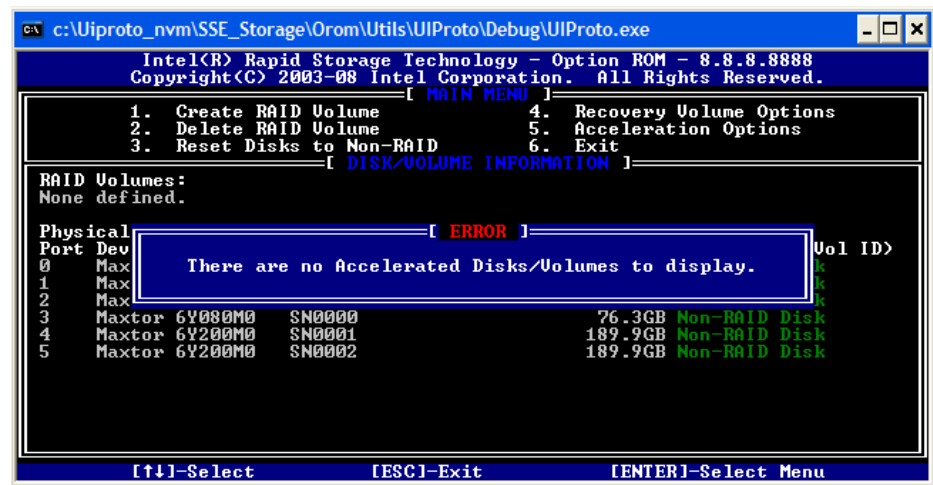 c:\Uiproto_nvm\SSE_Storage\Orom\Utils\UIProto\Debug\UIProto.exe
Intel(R) Rapid Storage Technology - Option ROM - 8.8.8.8888
Copyright(C) 2003-08 Intel Corporation. All Rights Reserved.
[ MAIN MENU ]
1. Create RAID Volume 4. Recovery Volume Options
2. Delete RAID Volume 5. Acceleration Options
3. Reset Disks to Non-RAID 6. Exit
[ DISK/VOLUME INFORMATION ]
RAID Volumes:
None defined.
Physical
[ ERROR ]
Port Dev Vol ID)
0 Max There are no Accelerated Disks/Volumes to display. k
1 Max k
2 Max k
3 Maxtor 6Y080M0 SN0000 76.3GB Non-RAID Disk
4 Maxtor 6Y200M0 SN0001 189.9GB Non-RAID Disk
5 Maxtor 6Y200M0 SN0002 189.9GB Non-RAID Disk
[↑↓]-Select [ESC]-Exit [ENTER]-Select Menu